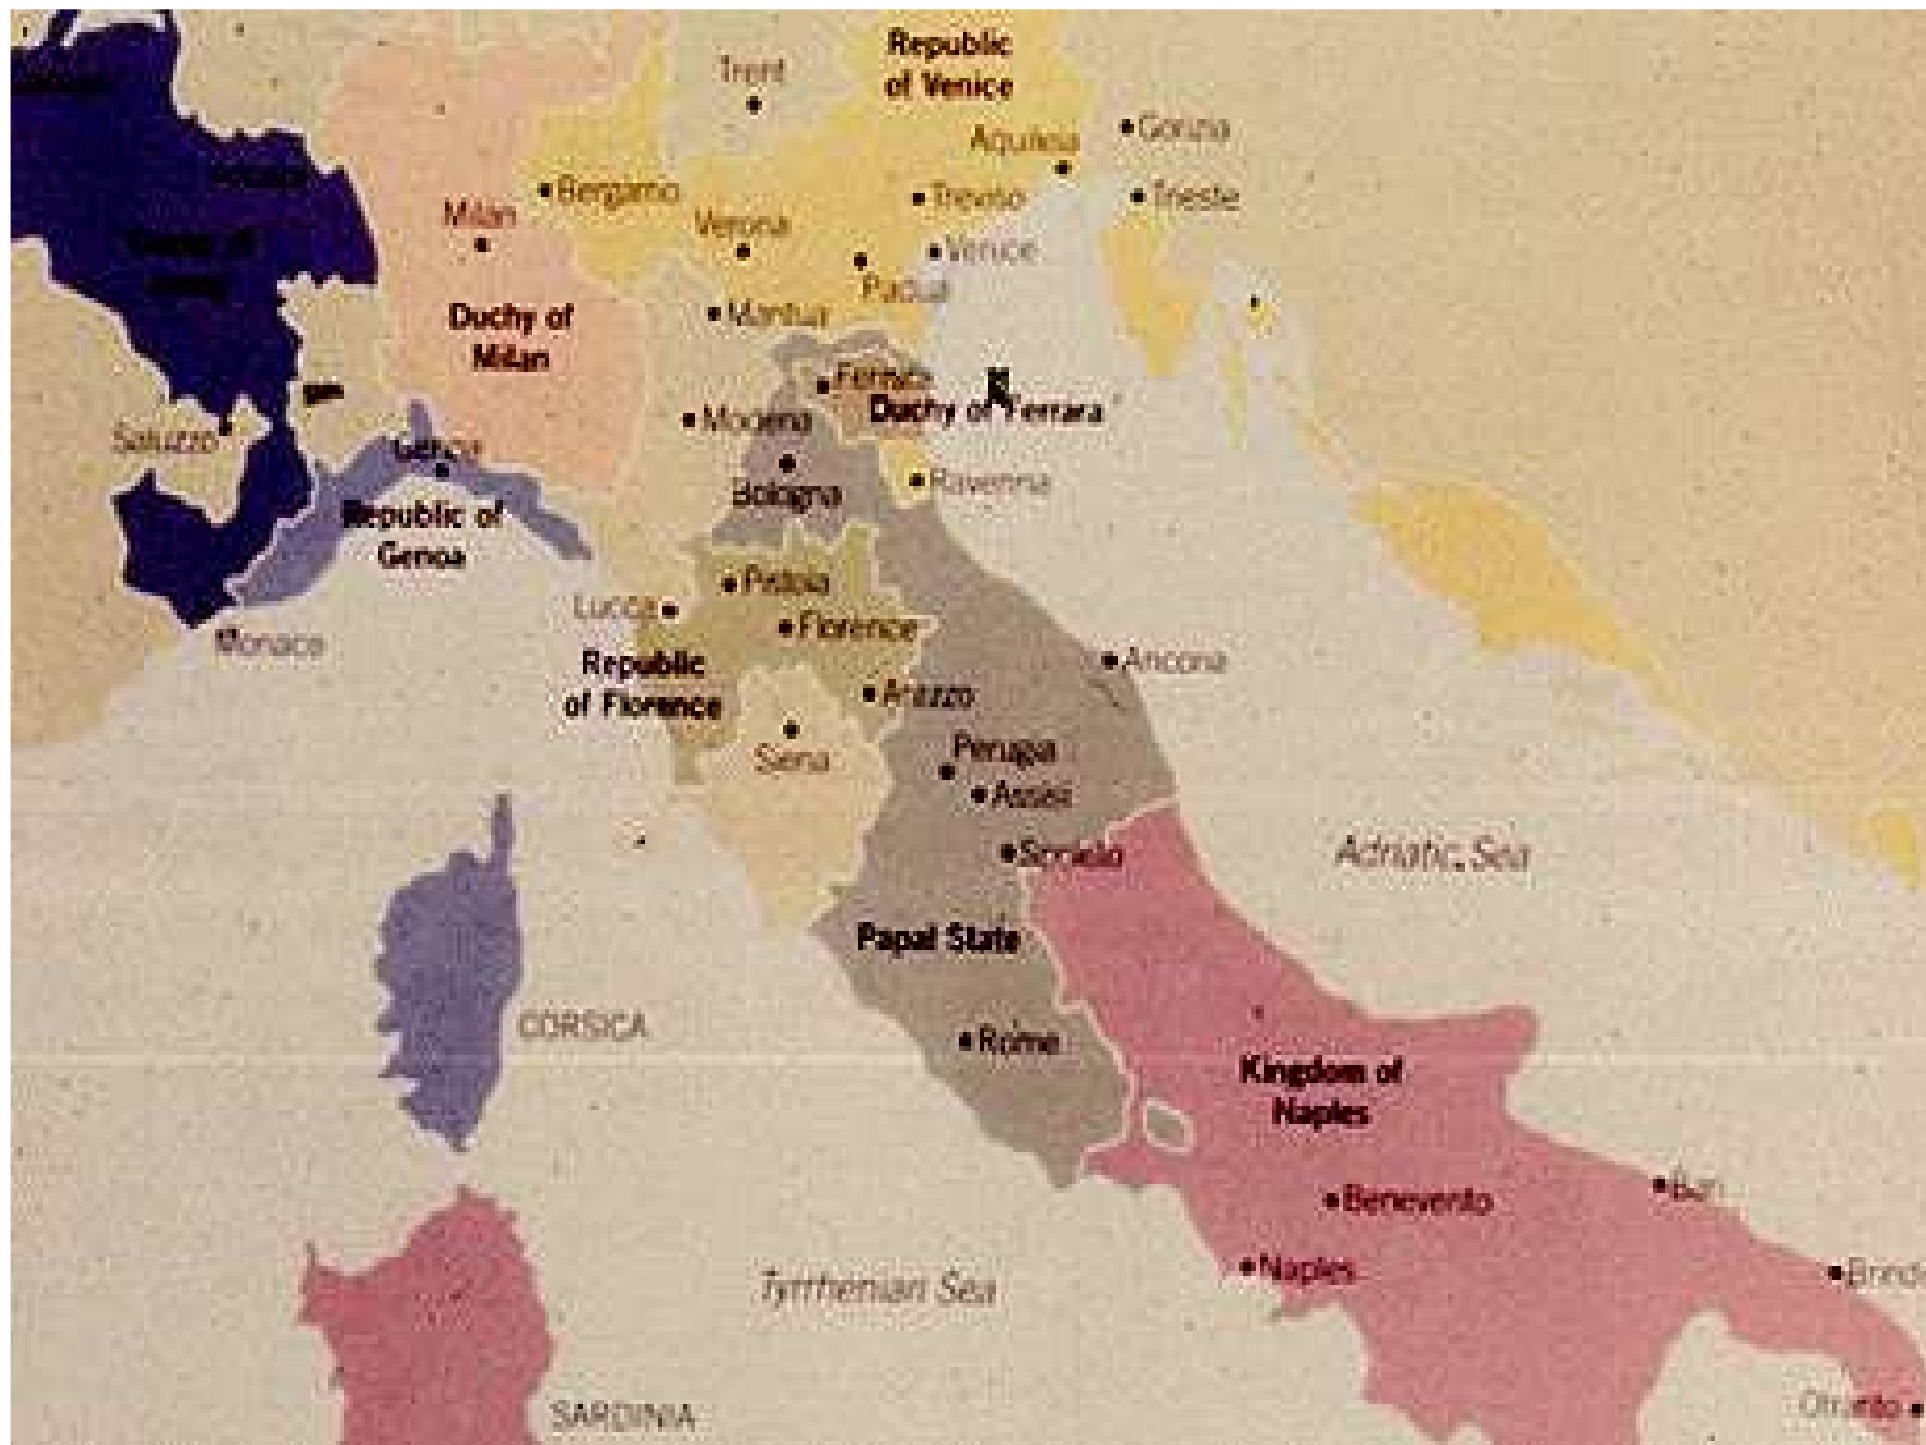 Republic
of Venice
Trent
Gorizia
Aquileia
Bergamo
Treviso
Trieste
Milan
Verona
Venice
Padua
Mantua
Duchy of
Milan
Ferrara
Duchy of Ferrara
Modena
Saluzzo
Genoa
Ravenna
Bologna
Republic of
Genoa
Pistoia
Lucca
Florence
Monaco
Republic
of Florence
Ancona
Arezzo
Siena
Perugia
Assisi
Spoleto
Adriatic Sea
Papal State
CORSICA
Rome
Kingdom of
Naples
Bari
Benevento
Naples
Tyrrhenian Sea
SARDINIA
Otranto